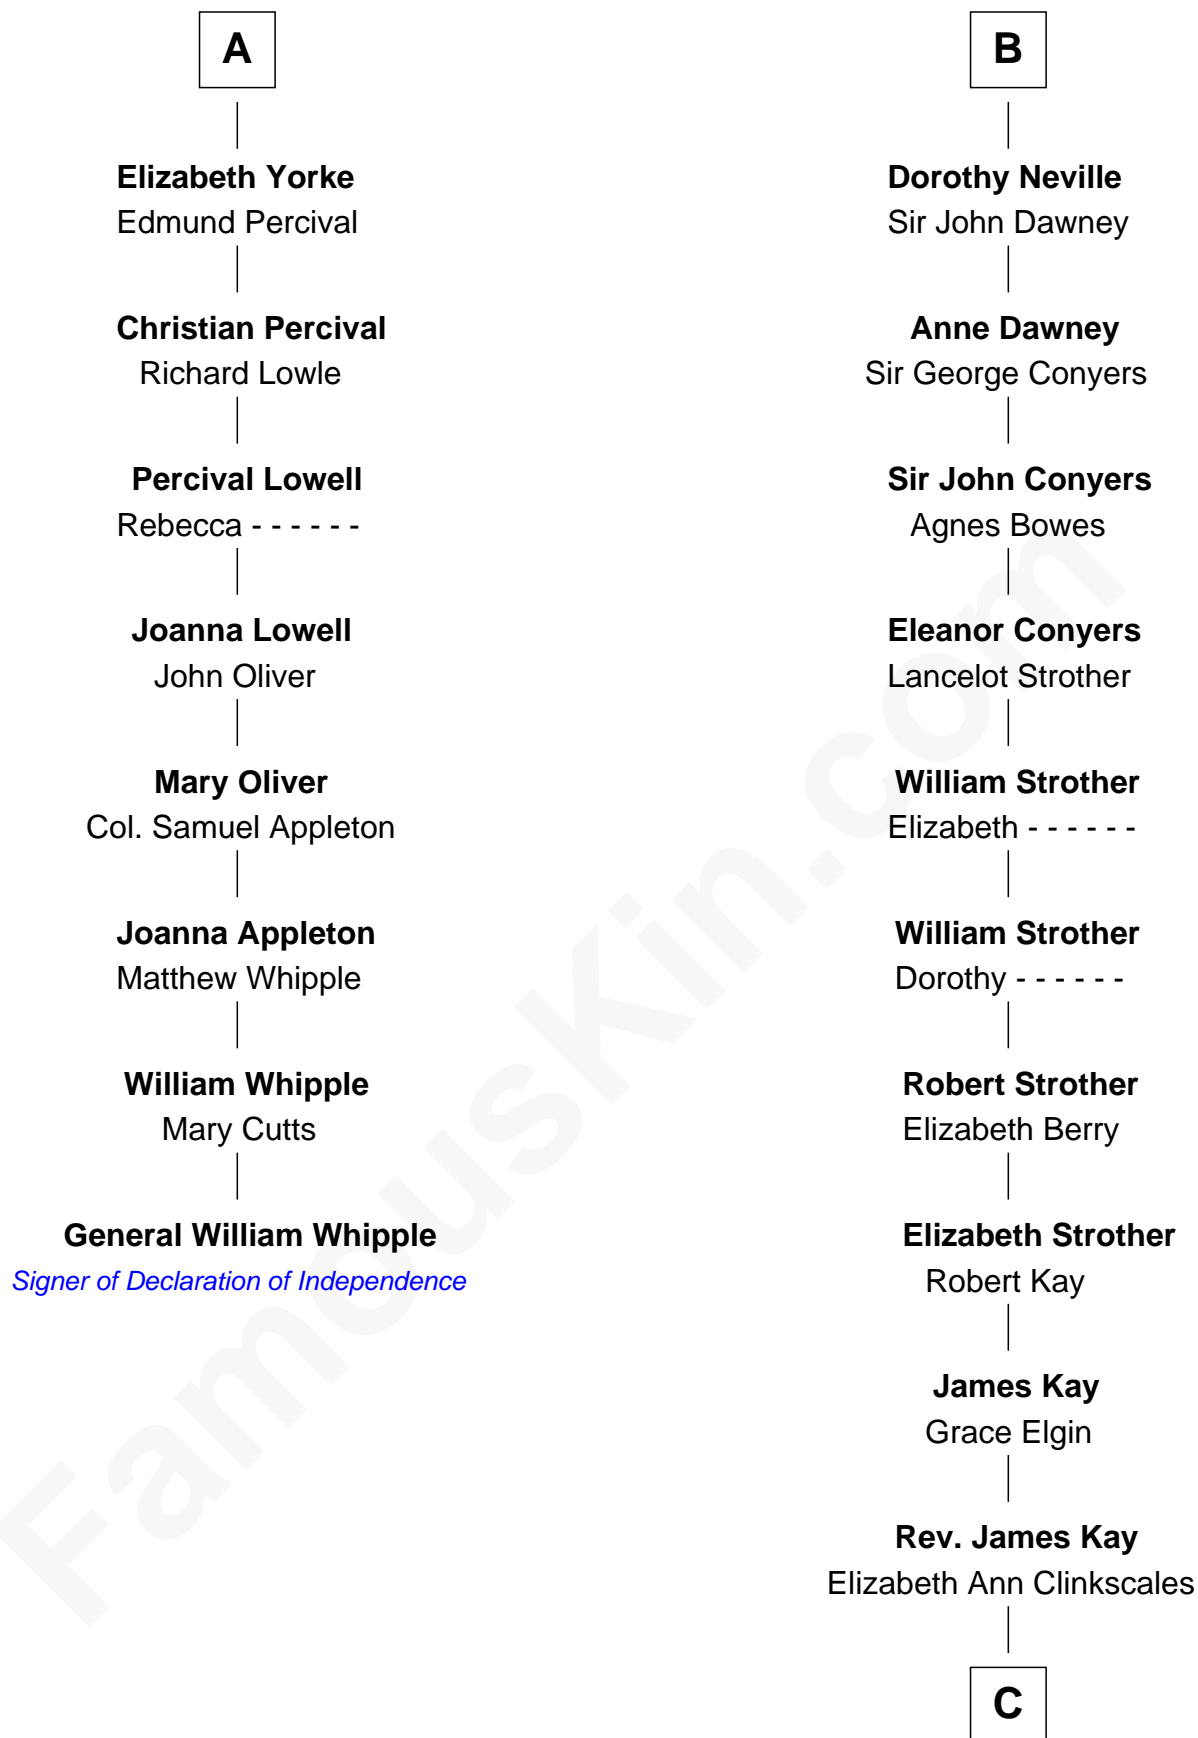 A
Elizabeth Yorke
Edmund Percival
Christian Percival
Richard Lowle
Percival Lowell
Rebecca - - - - - -
Joanna Lowell
John Oliver
Mary Oliver
Col. Samuel Appleton
Joanna Appleton
Matthew Whipple
William Whipple
Mary Cutts
General William Whipple
Signer of Declaration of Independence
B
Dorothy Neville
Sir John Dawney
Anne Dawney
Sir George Conyers
Sir John Conyers
Agnes Bowes
Eleanor Conyers
Lancelot Strother
William Strother
Elizabeth - - - - - -
William Strother
Dorothy - - - - - -
Robert Strother
Elizabeth Berry
Elizabeth Strother
Robert Kay
James Kay
Grace Elgin
Rev. James Kay
Elizabeth Ann Clinkscales
C
FamousKin.com